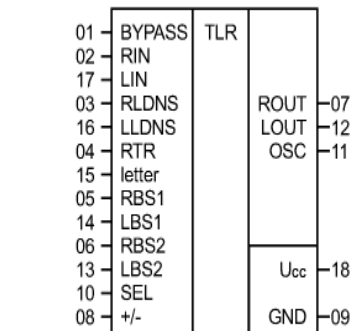 01 BYPASS TLR
02 RIN
17 LIN
03 RLDNS ROUT 07
16 LLDNS LOUT 12
04 RTR OSC 11
15 letter
05 RBS1
14 LBS1
06 RBS2
13 LBS2 Ucc 18
10 SEL
08 +/- GND 09